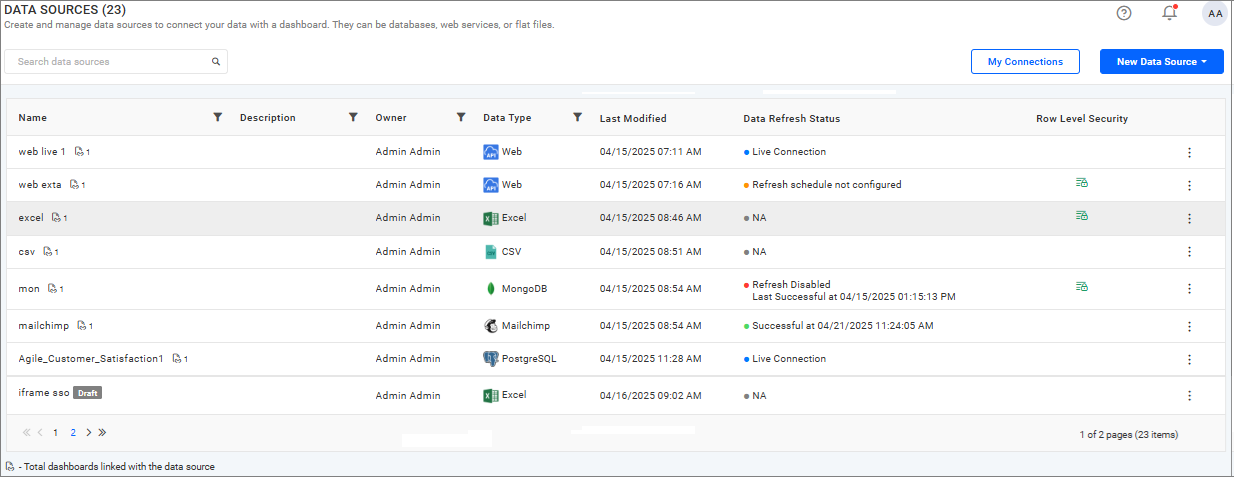 DATA SOURCES (23)
Create and manage data sources to connect your data with a dashboard. They can be databases, web services, or flat files.
AA
Search data sources
My Connections
New Data Source
Name Description Owner Data Type Last Modified Data Refresh Status Row Level Security
web live 1 1 Admin Admin API Web 04/15/2025 07:11 AM Live Connection
web exta 1 Admin Admin API Web 04/15/2025 07:16 AM Refresh schedule not configured
excel 1 Admin Admin Excel 04/15/2025 08:46 AM NA
csv 1 Admin Admin CSV 04/15/2025 08:51 AM NA
mon 1 Admin Admin MongoDB 04/15/2025 08:54 AM Refresh Disabled
Last Successful at 04/15/2025 01:15:13 PM
mailchimp 1 Admin Admin Mailchimp 04/15/2025 08:54 AM Successful at 04/21/2025 11:24:05 AM
Agile_Customer_Satisfaction1 1 Admin Admin PostgreSQL 04/15/2025 11:28 AM Live Connection
iframe sso Draft Admin Admin Excel 04/16/2025 09:02 AM NA
1 2
1 of 2 pages (23 items)
- Total dashboards linked with the data source